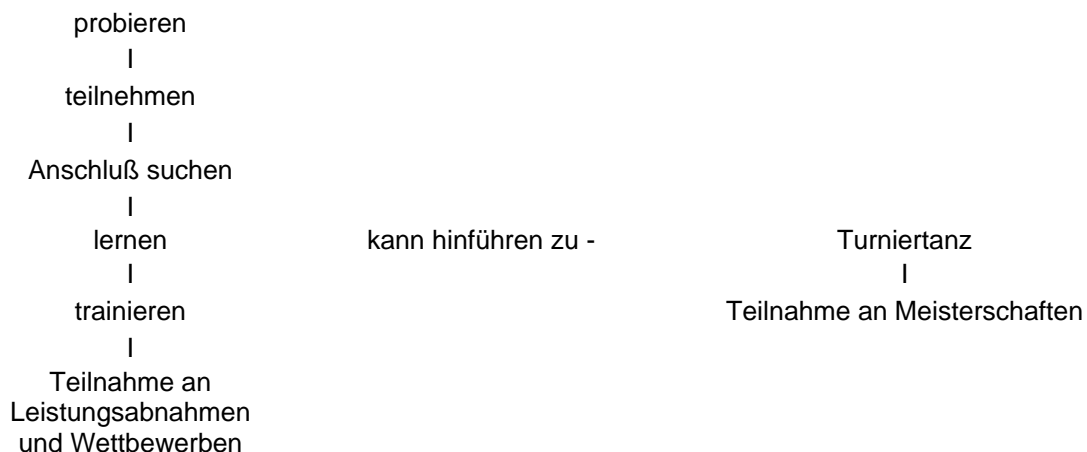 probieren
I
teilnehmen
I
Anschluß suchen
I
lernen kann hinführen zu - Turniertanz
I I
trainieren Teilnahme an Meisterschaften
I
Teilnahme an
Leistungsabnahmen
und Wettbewerben